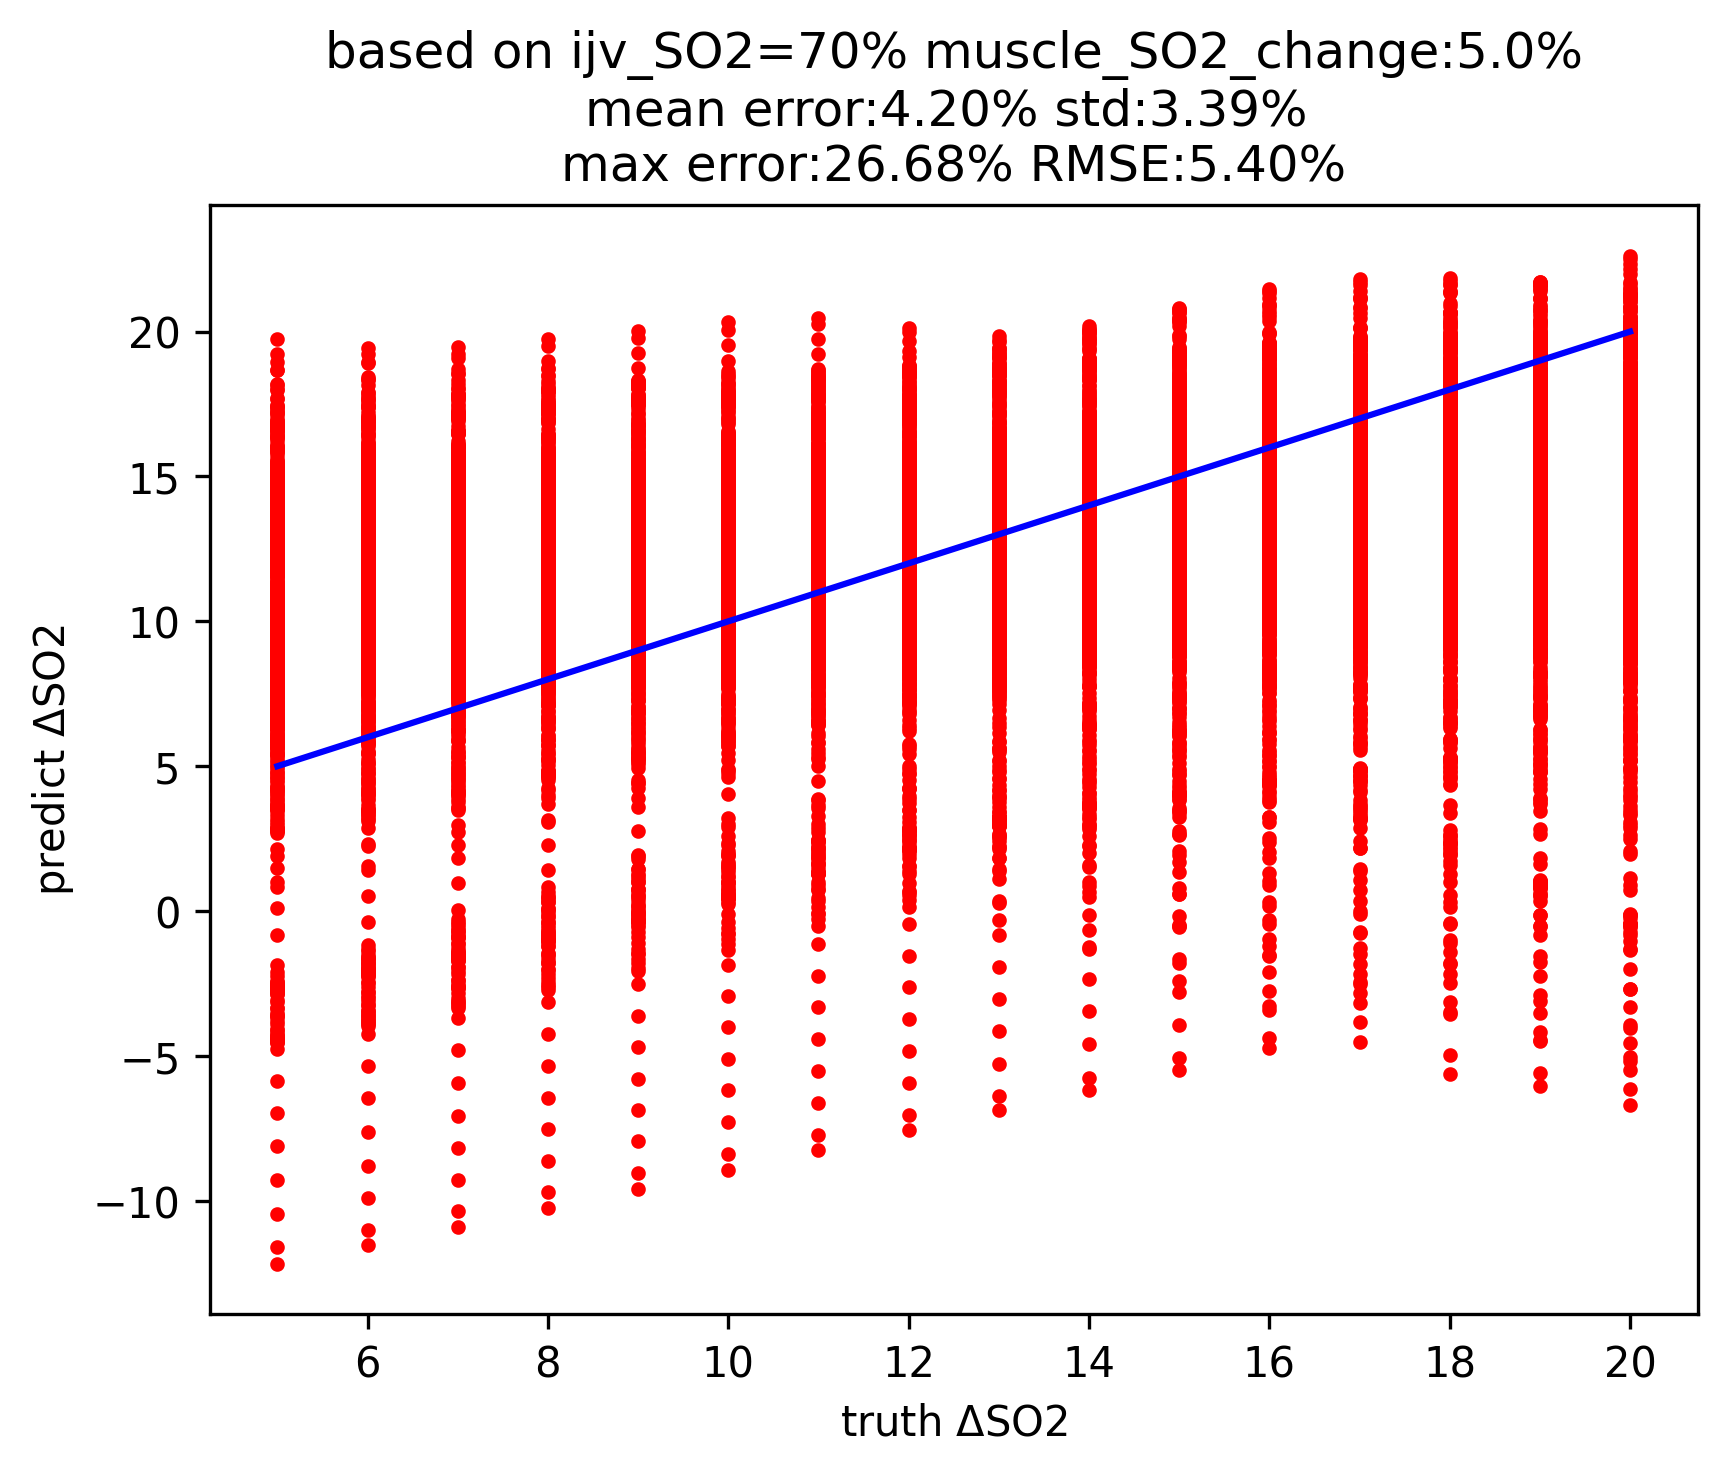 based on ijv_SO2=70% muscle_SO2_change:5.0%
mean error:4.20% std:3.39%
max error:26.68% RMSE:5.40%
20
15
10
5
0
−5
−10
predict ΔSO2
6 8 10 12 14 16 18 20
truth ΔSO2